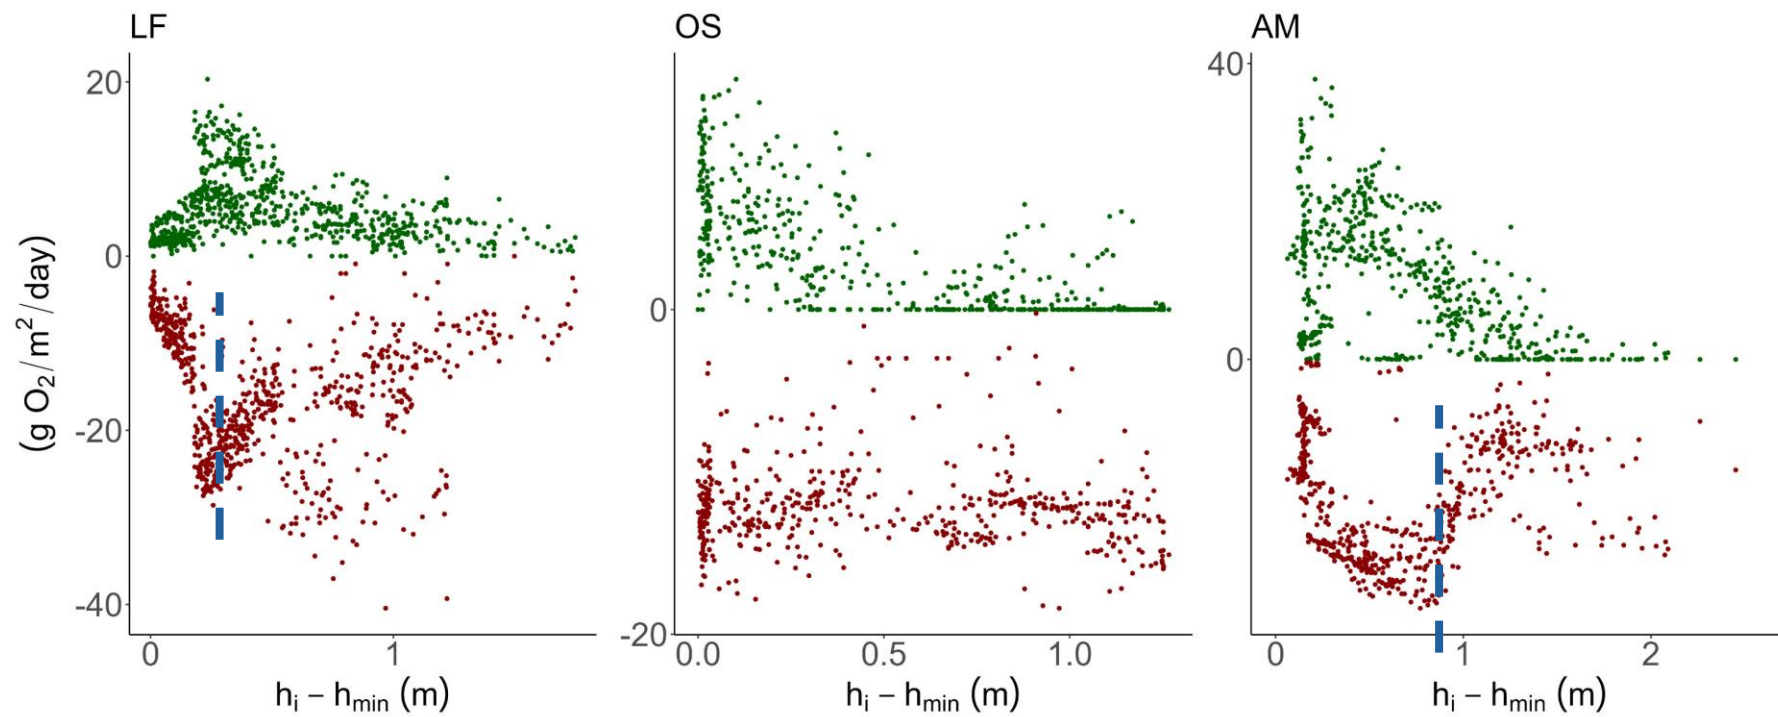 LF
OS
AM
(g O₂/m²/day)
20
0
-20
-40
0
1
hᵢ – hₘᵢₙ (m)
0
-20
0.0
0.5
1.0
hᵢ – hₘᵢₙ (m)
40
0
0
1
2
hᵢ – hₘᵢₙ (m)